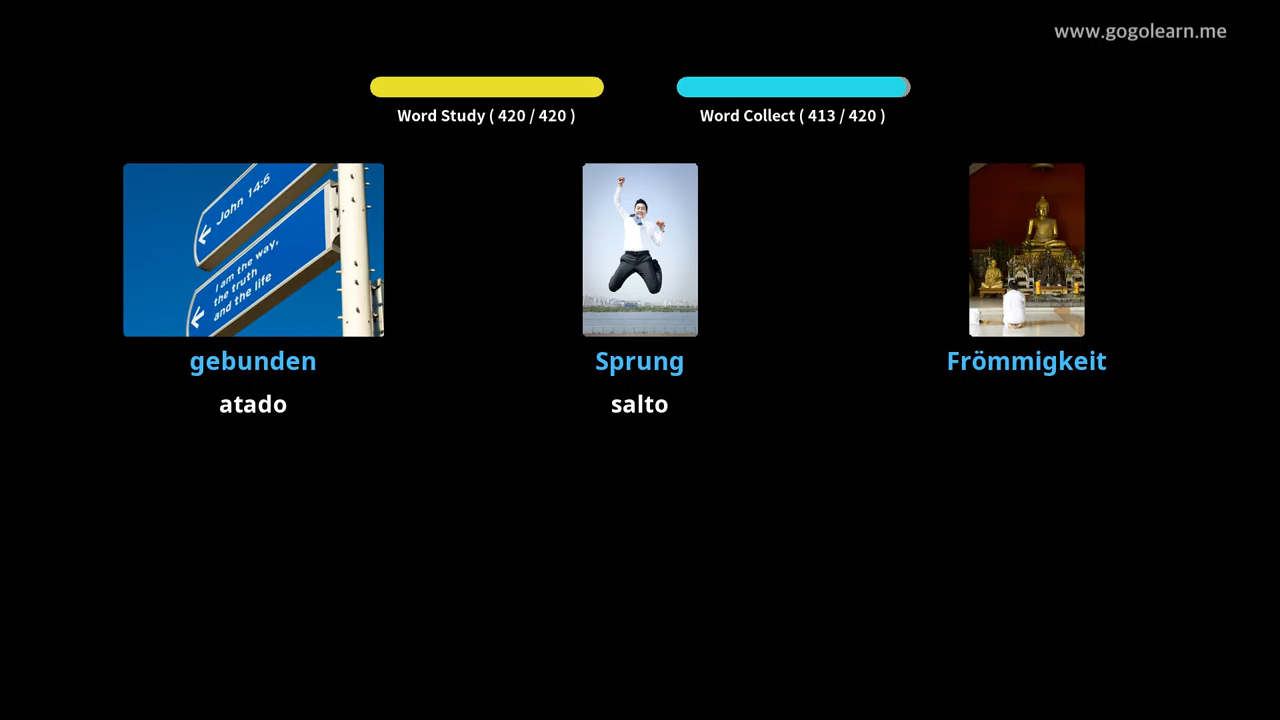 www.gogolearn.me
Word Study ( 420 / 420 )
Word Collect ( 413 / 420 )
John 14:6
I am the way,
the truth
and the life
gebunden
Sprung
Frömmigkeit
atado
salto